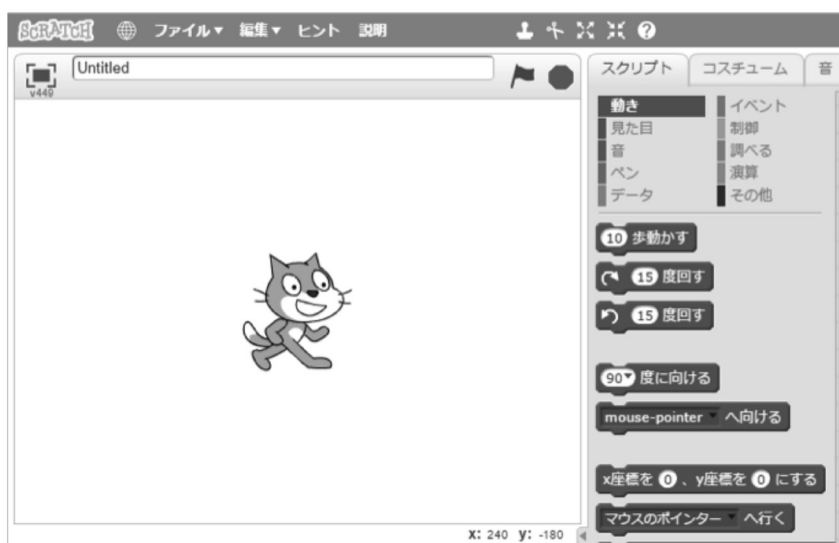 SCRATCH ファイル▼ 編集▼ ヒント 説明
v449 Untitled
スクリプト コスチューム 音
動き イベント
見た目 制御
音 調べる
ペン 演算
データ その他
10 歩動かす
15 度回す
15 度回す
90▼ 度に向ける
mouse-pointer へ向ける
x座標を 0 、y座標を 0 にする
マウスのポインター へ行く
X: 240 y: -180